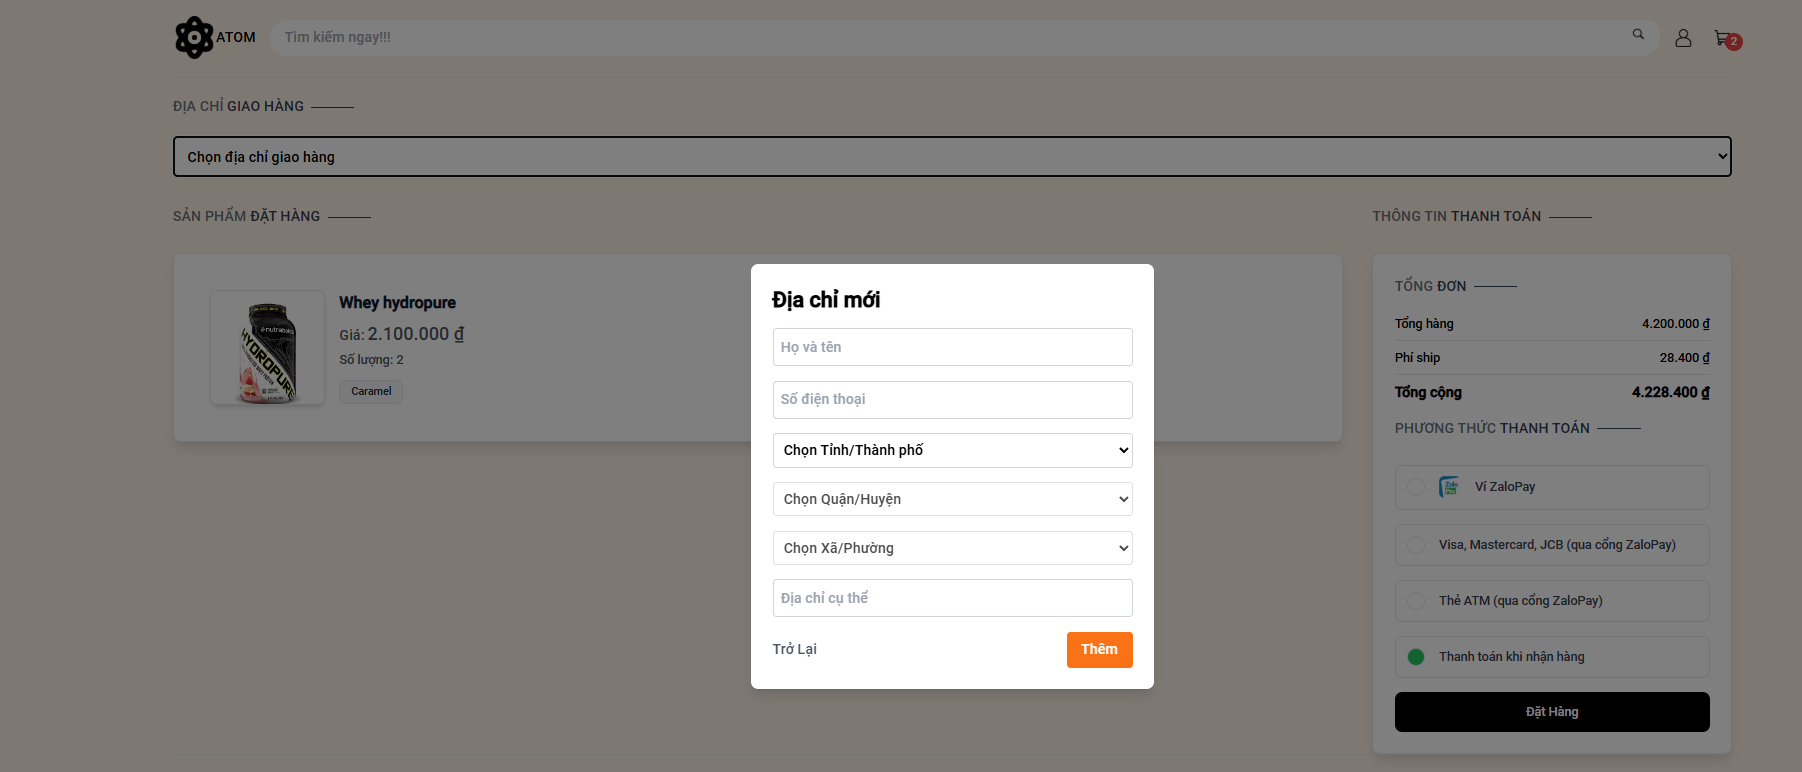 ATOM
Tìm kiếm ngay!!!
2
ĐỊA CHỈ GIAO HÀNG
Chọn địa chỉ giao hàng
SẢN PHẨM ĐẶT HÀNG
Whey hydropure
Giá: 2.100.000 ₫
Số lượng: 2
Caramel
HYDROPURE
Địa chỉ mới
Họ và tên
Số điện thoại
Chọn Tỉnh/Thành phố
Chọn Quận/Huyện
Chọn Xã/Phường
Địa chỉ cụ thể
Trở Lại
Thêm
THÔNG TIN THANH TOÁN
TỔNG ĐƠN
Tổng hàng 4.200.000 ₫
Phí ship 28.400 ₫
Tổng cộng 4.228.400 ₫
PHƯƠNG THỨC THANH TOÁN
Ví ZaloPay
Visa, Mastercard, JCB (qua cổng ZaloPay)
Thẻ ATM (qua cổng ZaloPay)
Thanh toán khi nhận hàng
Đặt Hàng